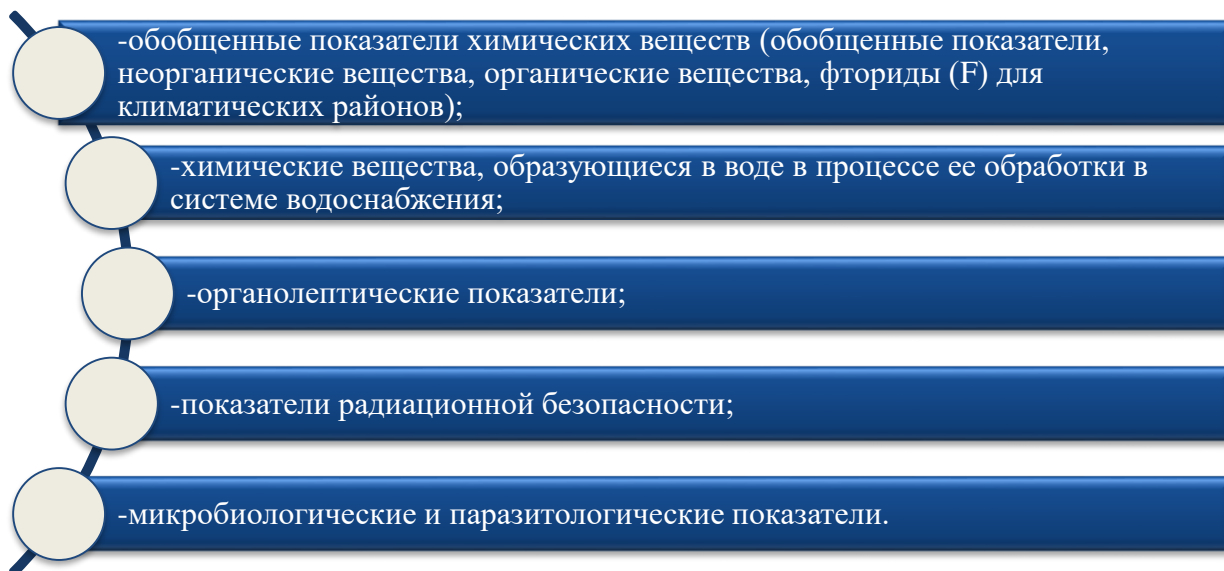 -обобщенные показатели химических веществ (обобщенные показатели,
неорганические вещества, органические вещества, фториды (F) для
климатических районов);
-химические вещества, образующиеся в воде в процессе ее обработки в
системе водоснабжения;
-органолептические показатели;
-показатели радиационной безопасности;
-микробиологические и паразитологические показатели.